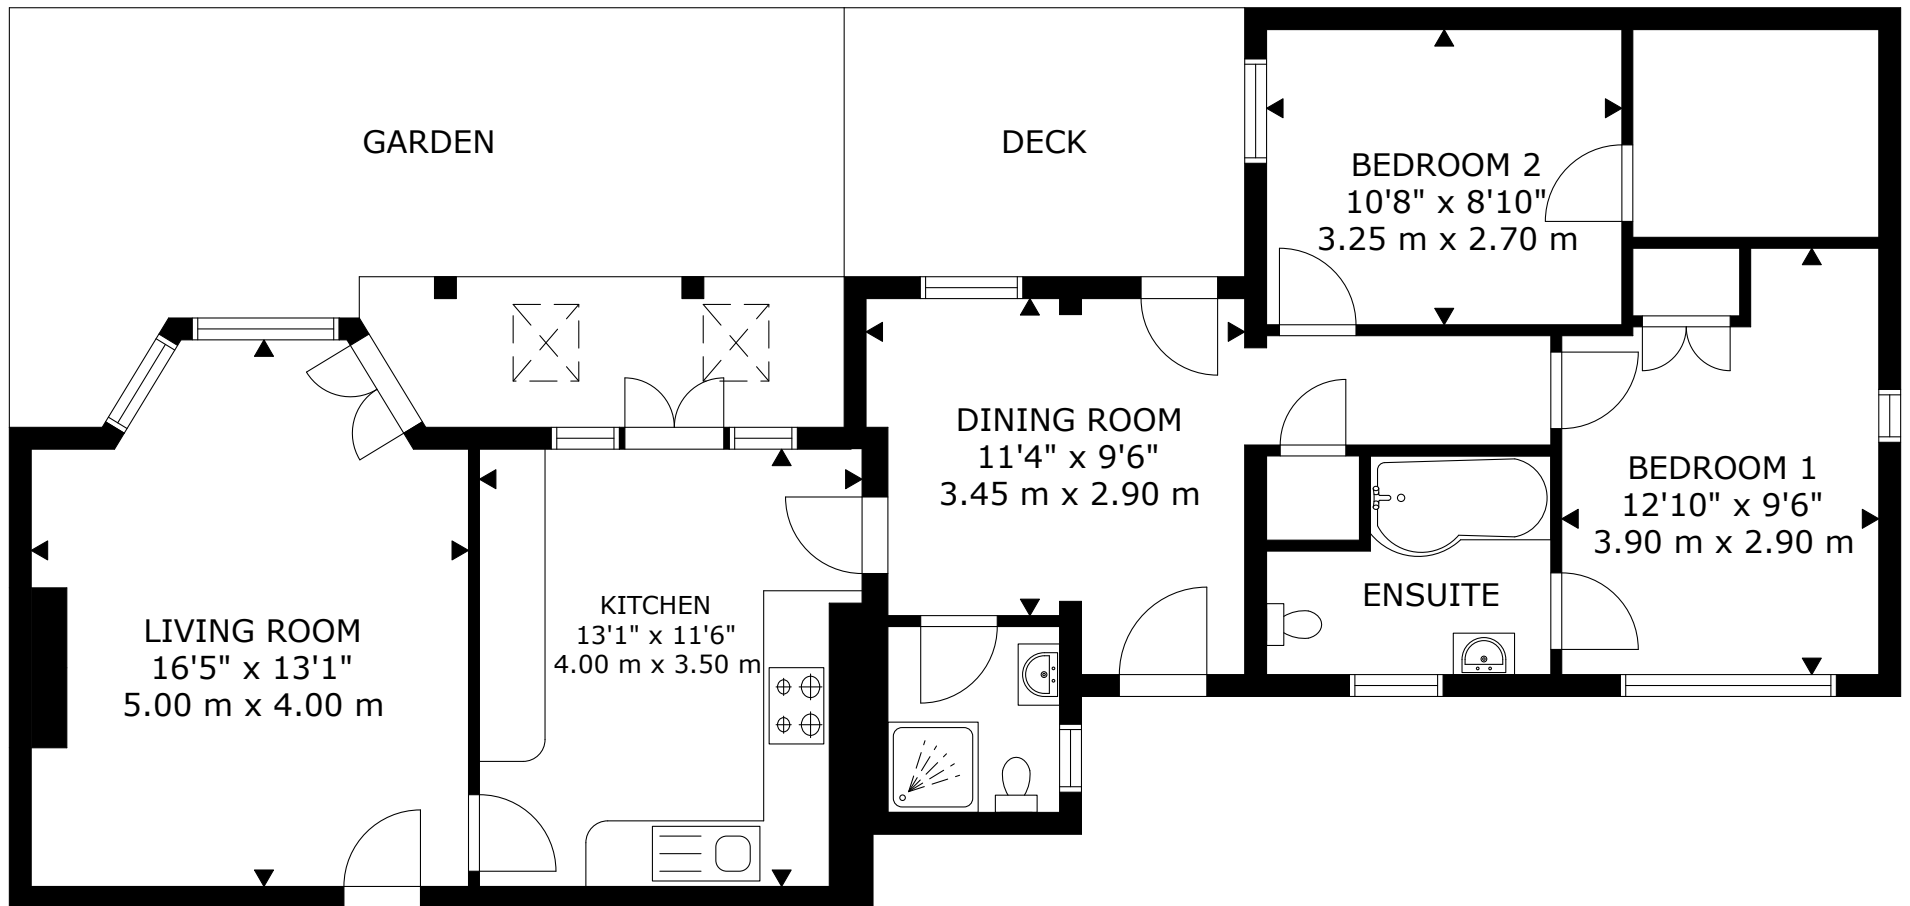 GARDEN
DECK
BEDROOM 2
10'8" x 8'10"
3.25 m x 2.70 m
DINING ROOM
11'4" x 9'6"
3.45 m x 2.90 m
BEDROOM 1
12'10" x 9'6"
3.90 m x 2.90 m
ENSUITE
KITCHEN
13'1" x 11'6"
4.00 m x 3.50 m
LIVING ROOM
16'5" x 13'1"
5.00 m x 4.00 m